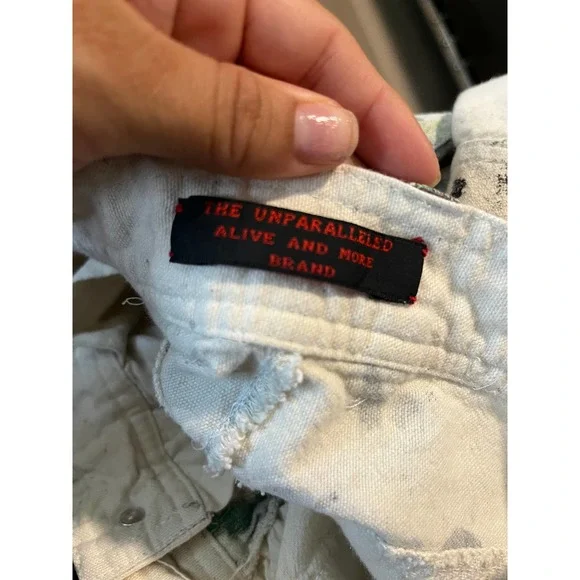 THE UNPARALLELED
ALIVE AND MORE
BRAND